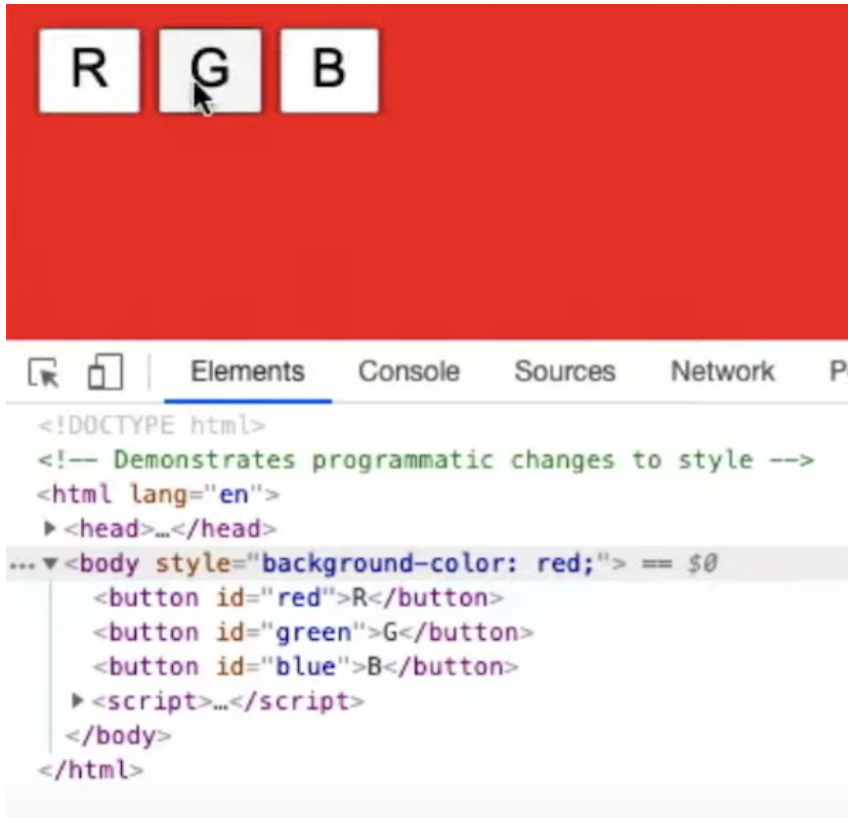 R G B
Elements Console Sources Network P
<!DOCTYPE html>
<!-- Demonstrates programmatic changes to style -->
<html lang="en">
▶<head>…</head>
…▼<body style="background-color: red;"> == $0
<button id="red">R</button>
<button id="green">G</button>
<button id="blue">B</button>
▶<script>…</script>
</body>
</html>